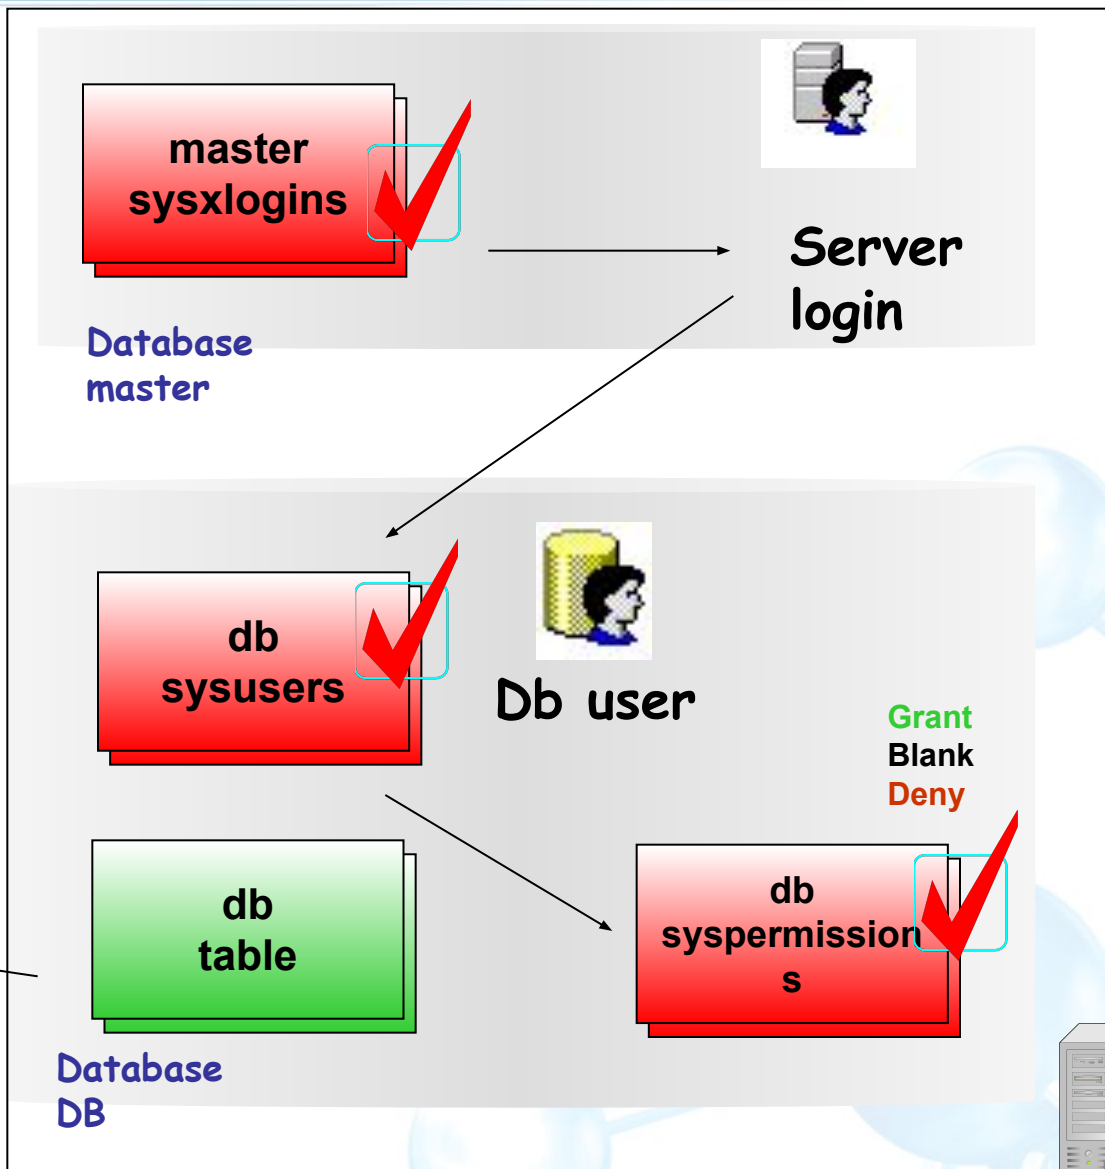 master
sysxlogins
Server
login
Database
master
db
sysusers
Db user
Grant
Blank
Deny
db
table
db
syspermission
s
Database
DB